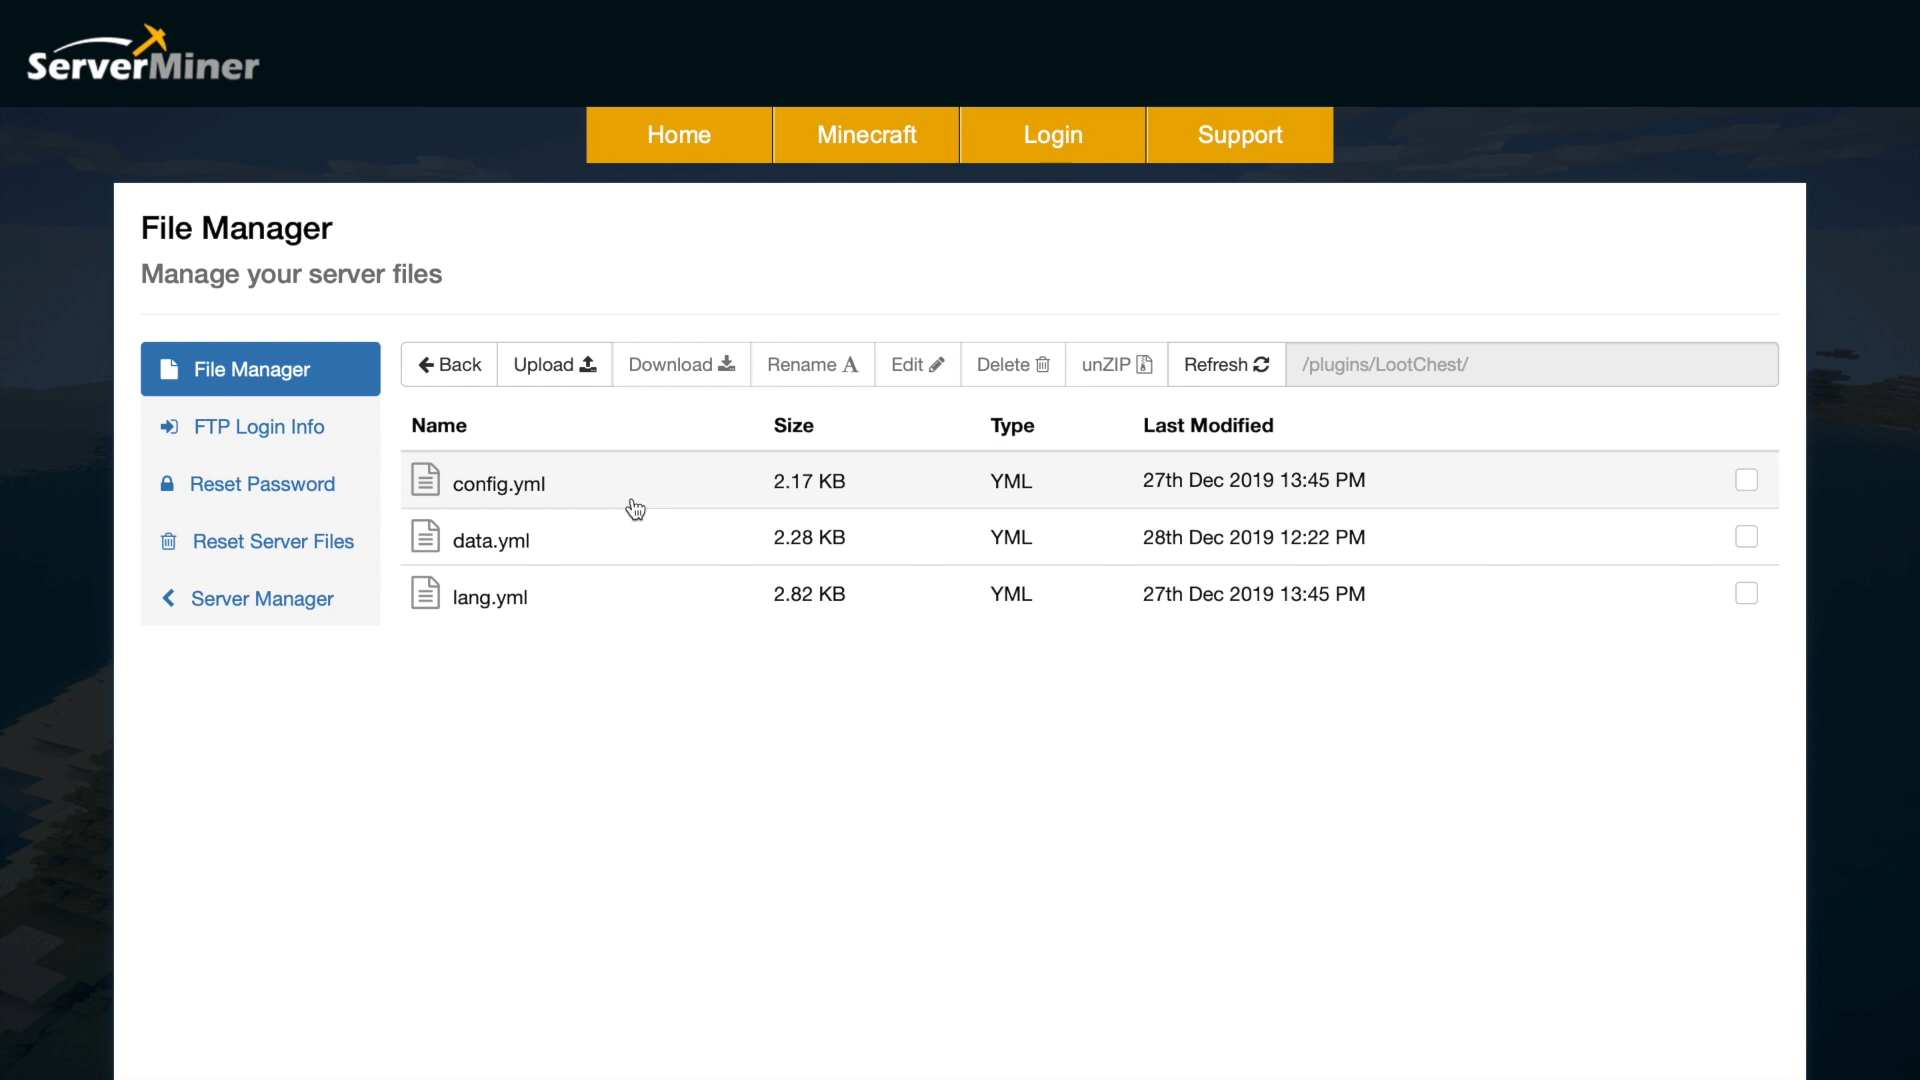 ServerMiner
Home Minecraft Login Support
File Manager
Manage your server files
File Manager
FTP Login Info
Reset Password
Reset Server Files
Server Manager
Back Upload Download Rename Edit Delete unZIP Refresh /plugins/LootChest/
Name Size Type Last Modified
config.yml 2.17 KB YML 27th Dec 2019 13:45 PM
data.yml 2.28 KB YML 28th Dec 2019 12:22 PM
lang.yml 2.82 KB YML 27th Dec 2019 13:45 PM